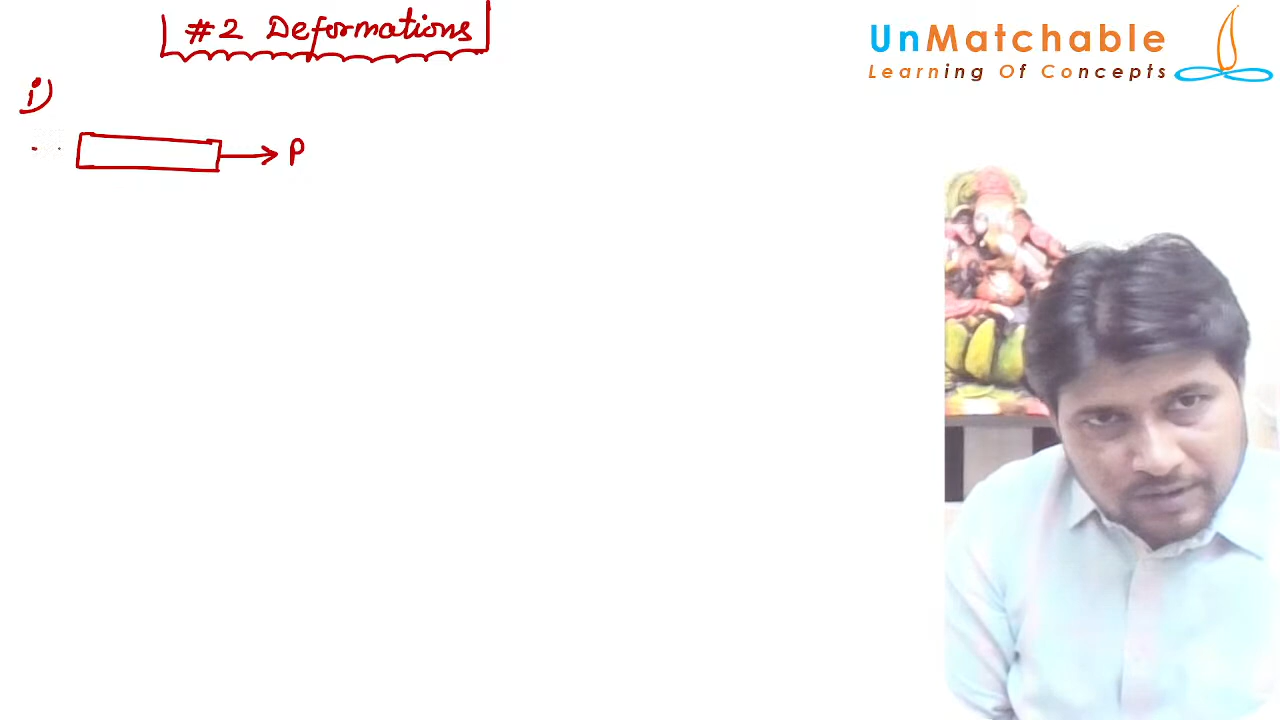 #2 Deformations
UnMatchable
Learning Of Concepts
i)
P